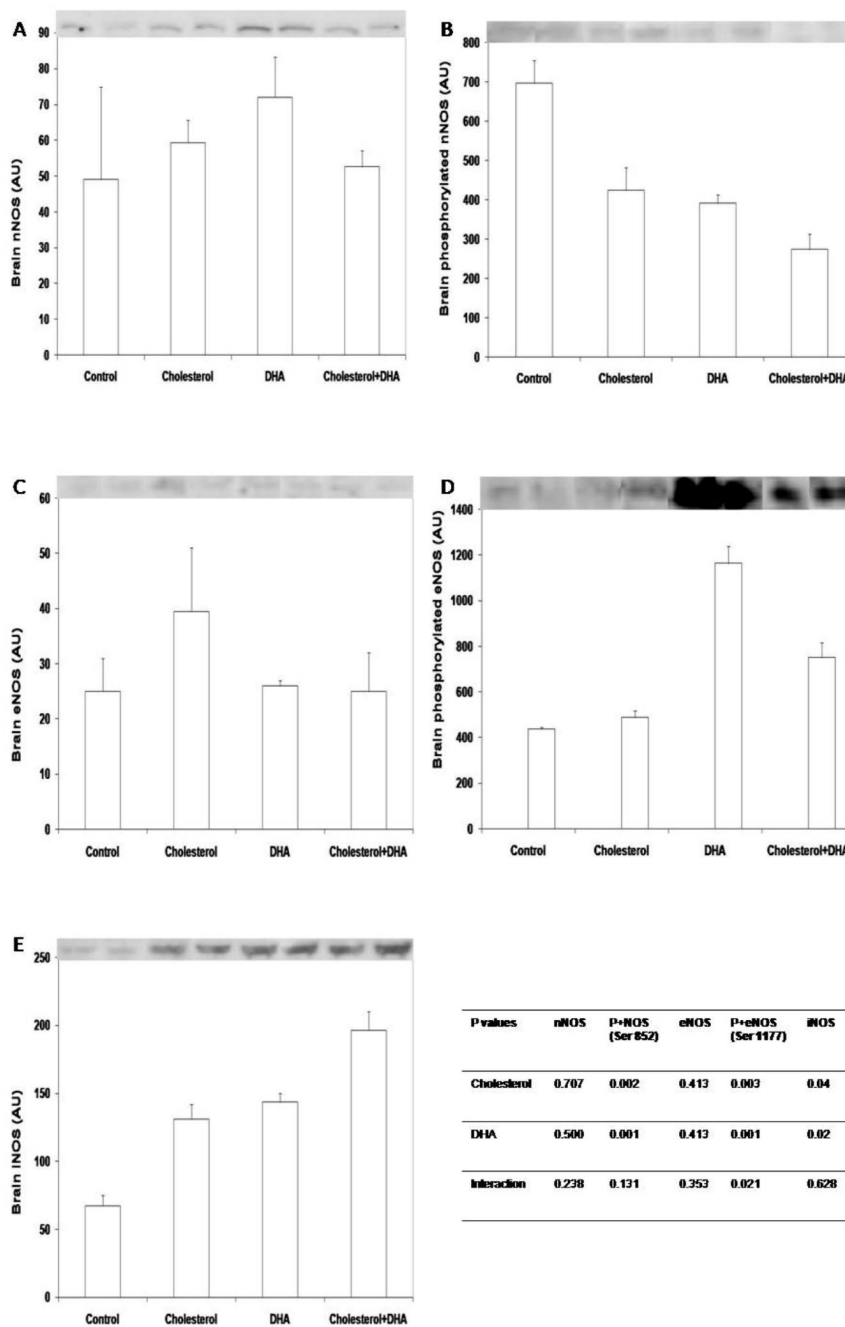 A
Brain nNOS (AU)
90
80
70
60
50
40
30
20
10
0
Control Cholesterol DHA Cholesterol+DHA
B
Brain phosphorylated nNOS (AU)
800
700
600
500
400
300
200
100
0
Control Cholesterol DHA Cholesterol+DHA
C
Brain eNOS (AU)
60
50
40
30
20
10
0
Control Cholesterol DHA Cholesterol+DHA
D
Brain phosphorylated eNOS (AU)
1400
1200
1000
800
600
400
200
0
Control Cholesterol DHA Cholesterol+DHA
E
Brain iNOS (AU)
250
200
150
100
50
0
Control Cholesterol DHA Cholesterol+DHA
P values nNOS P+NOS eNOS P+eNOS iNOS
(Ser852) (Ser1177)
Cholesterol 0.707 0.002 0.413 0.003 0.04
DHA 0.500 0.001 0.413 0.001 0.02
Interaction 0.238 0.131 0.353 0.021 0.628